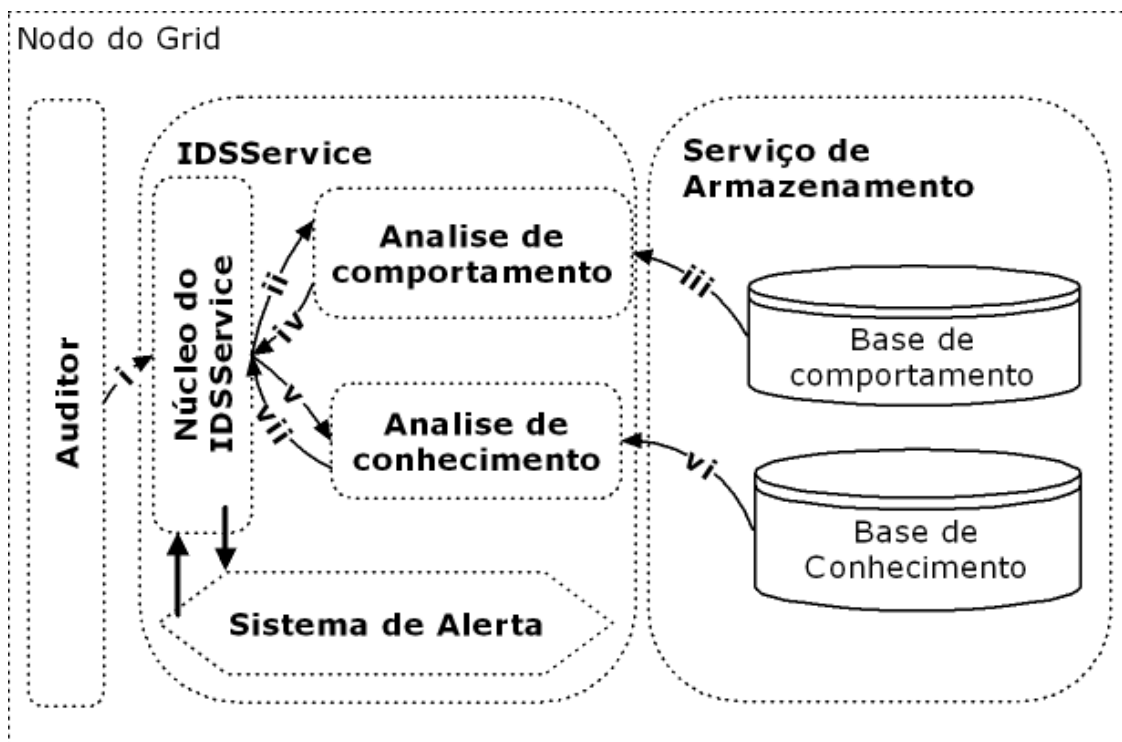 Nodo do Grid
Auditor
i
IDSService
Núcleo do
IDSService
ii
iv
v
vii
Analise de
comportamento
Analise de
conhecimento
Sistema de Alerta
iii
vi
Serviço de
Armazenamento
Base de
comportamento
Base de
Conhecimento